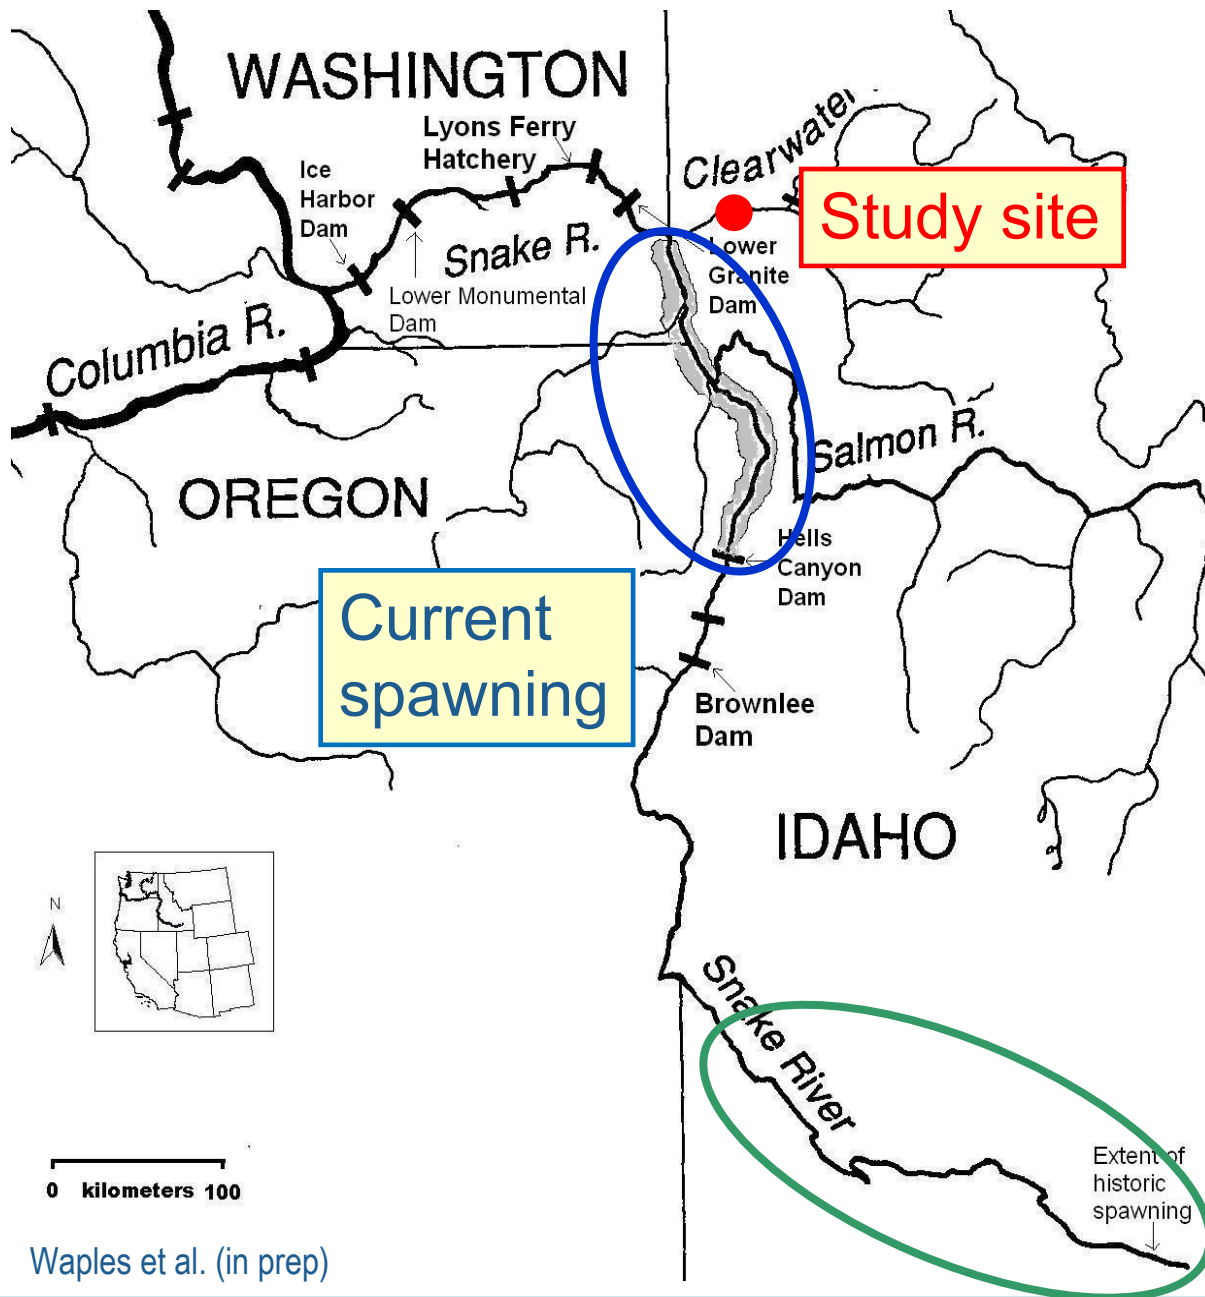 WASHINGTON
Lyons Ferry
Hatchery
Ice
Harbor
Dam
Clearwater
Study site
Snake R.
Lower
Granite
Dam
Lower Monumental
Dam
Columbia R.
Salmon R.
OREGON
Hells
Canyon
Dam
Current
spawning
Brownlee
Dam
IDAHO
N
Snake River
Extent of
historic
spawning
0 kilometers 100
Waples et al. (in prep)